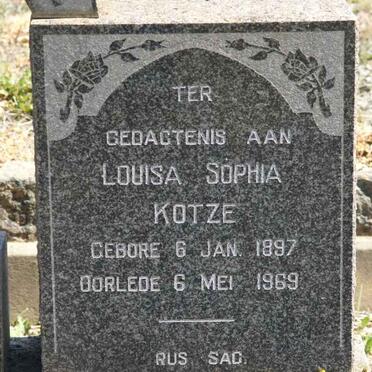 TER
GEDAGTENIS AAN
LOUISA SOPHIA
KOTZE
GEBORE 6 JAN. 1897
OORLEDE 6 MEI 1969
RUS SAG.